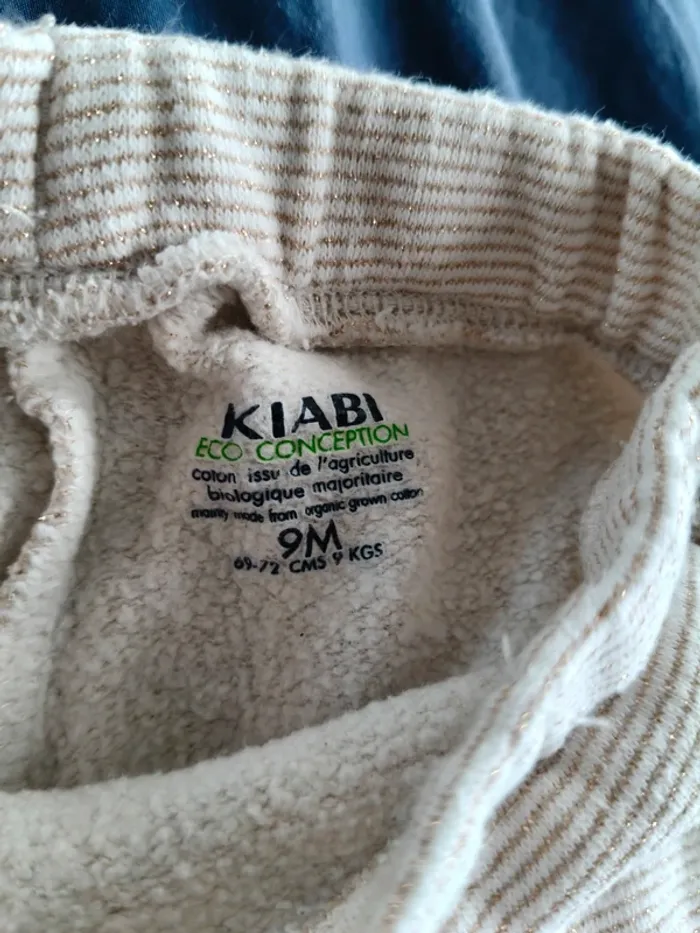 KIABI
ECO CONCEPTION
coton issu de l'agriculture
biologique majoritaire
mainly made from organic grown cotton
9M
69-72 CMS 9 KGS